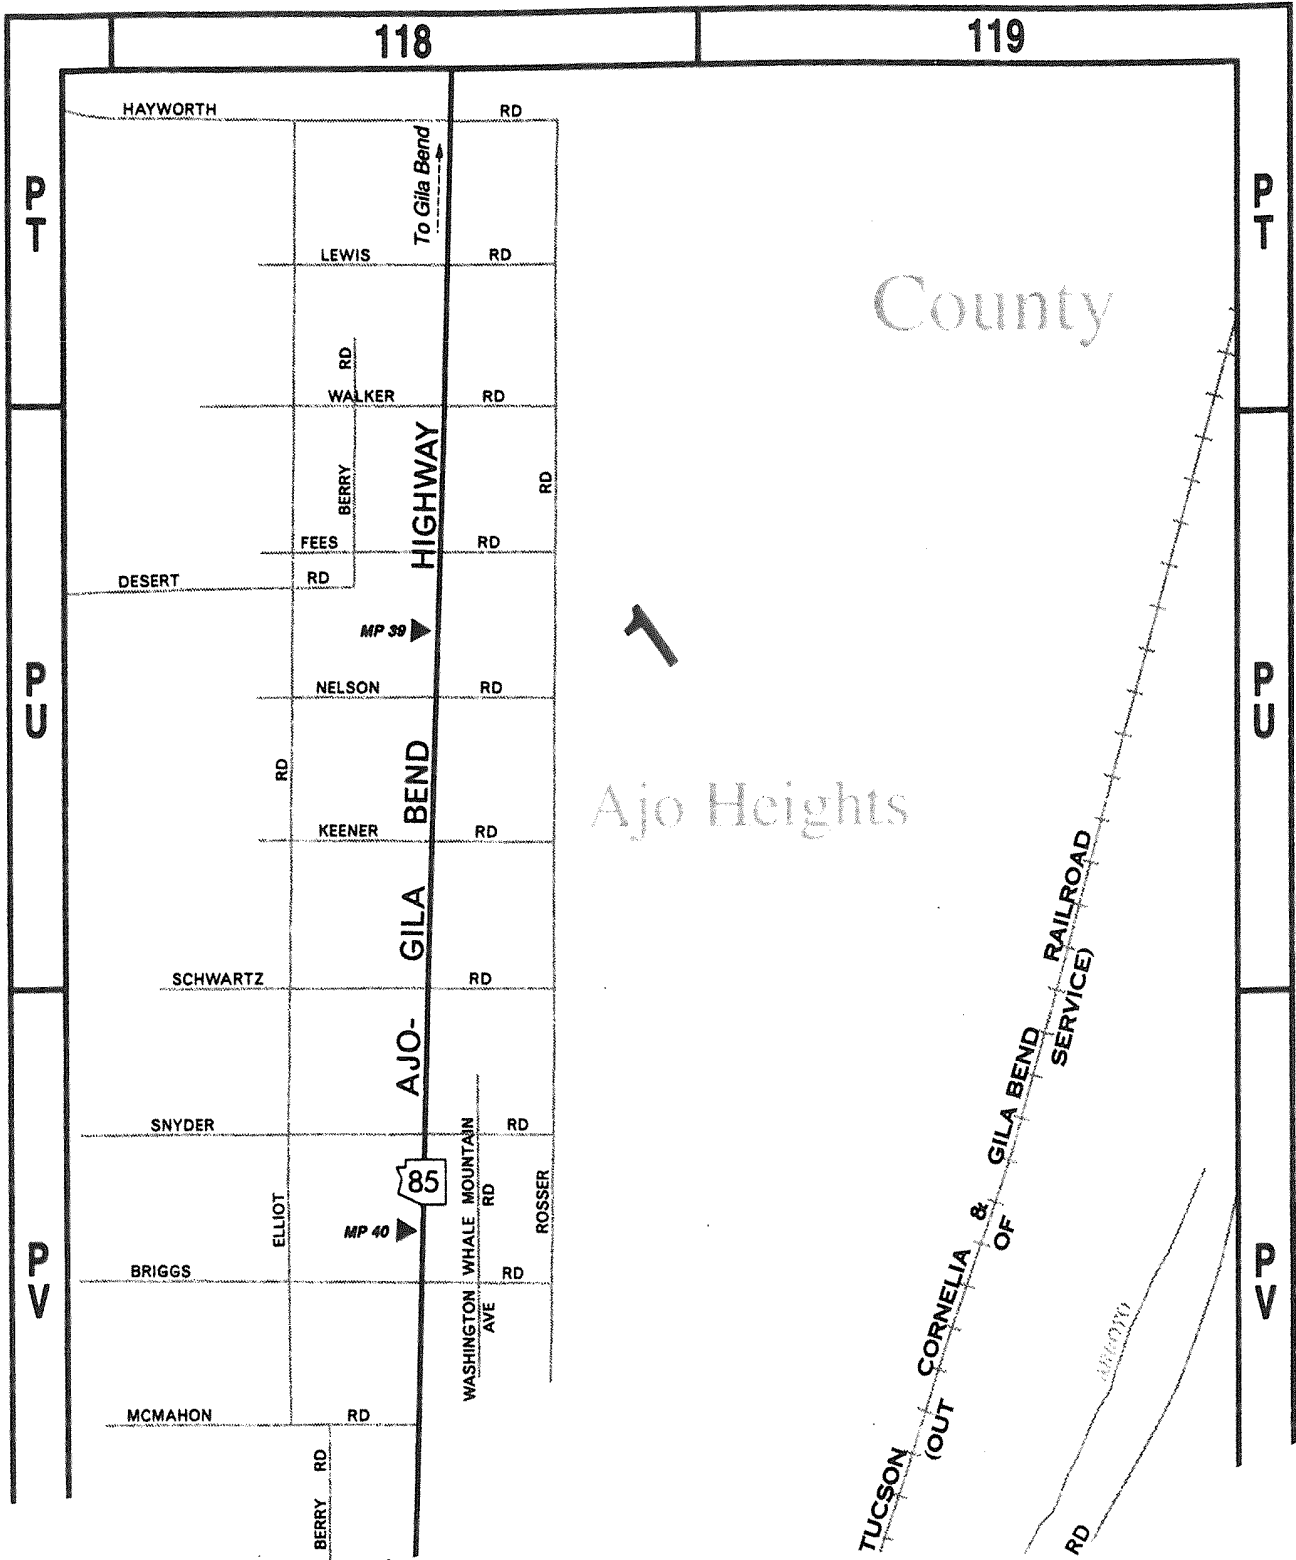 118
119
HAYWORTH RD
PT
PT
To Gila Bend
LEWIS RD
County
RD
WALKER RD
HIGHWAY
BERRY
RD
FEES RD
DESERT RD
MP 39
1
PU
PU
NELSON RD
BEND
RD
Ajo Heights
KEENER RD
RAILROAD
GILA
SCHWARTZ RD
SERVICE)
AJO-
GILA BEND
SNYDER RD
WHALE MOUNTAIN
RD
85
ROSSER
ELLIOT
MP 40
&
OF
PV
PV
BRIGGS RD
WASHINGTON
AVE
CORNELIA
ARROYO
MCMAHON RD
(OUT
BERRY RD
TUCSON
RD